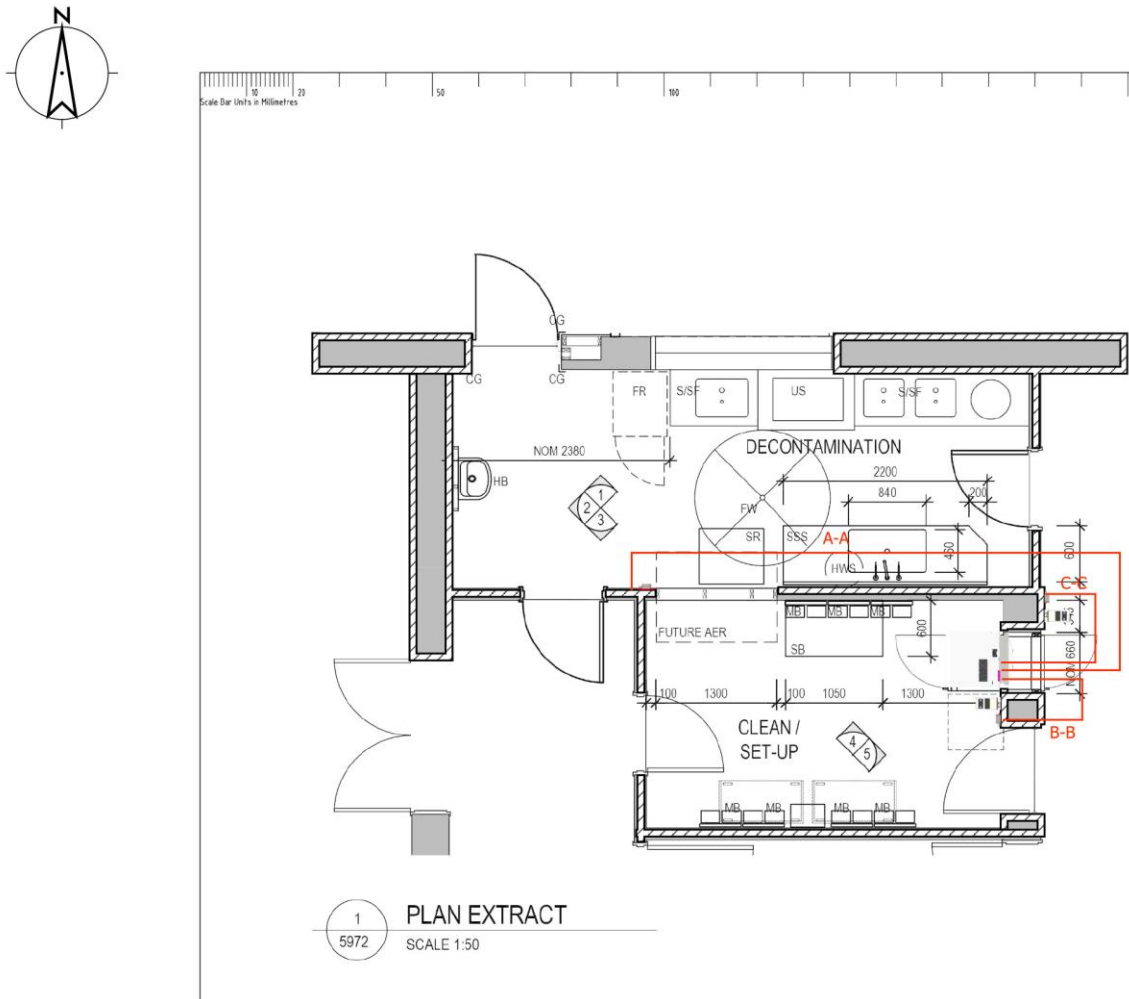 N
10 20 50 100
Scale Bar Units in Millimetres
CG
CG CG
FR S/SF US S/SF
DECONTAMINATION
NOM 2380
2200
HB
840 200
1
2
3
FW
SR SSS
A-A
460
600
HWS
C-C
MB MB MB
600
FUTURE AER
SB
NOM 660
100 1300 100 1050 1300
CLEAN /
SET-UP
4
5
B-B
MB MB MB MB
1
5972
PLAN EXTRACT
SCALE 1:50